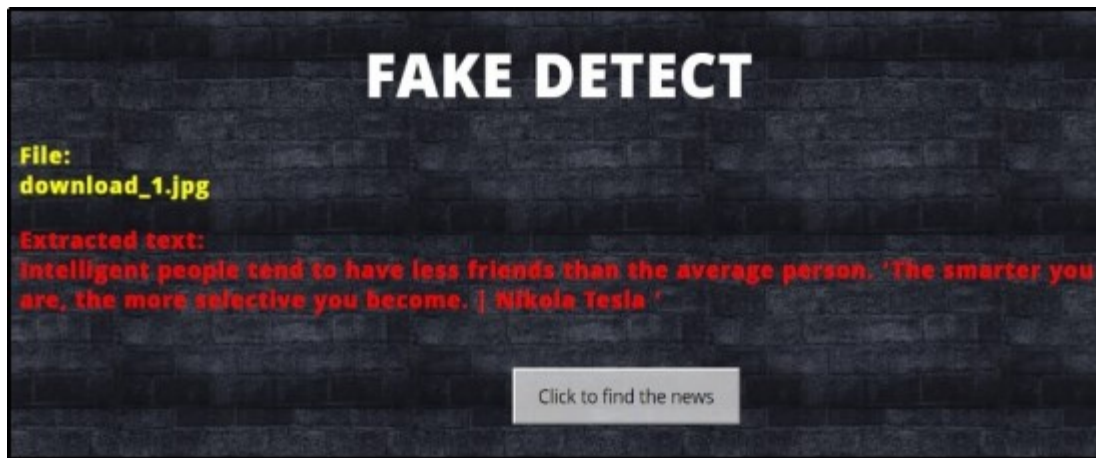 FAKE DETECT
File:
download_1.jpg
Extracted text:
Intelligent people tend to have less friends than the average person. 'The smarter you
are, the more selective you become. | Nikola Tesla '
Click to find the news